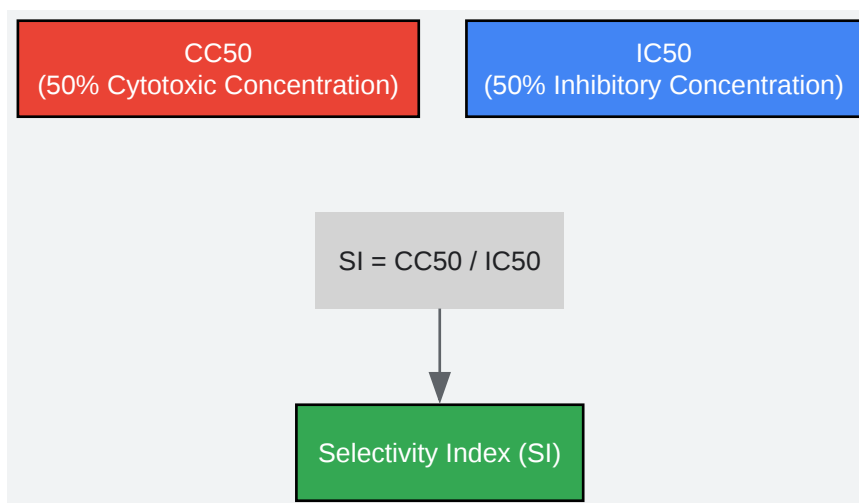 CC50
(50% Cytotoxic Concentration)
IC50
(50% Inhibitory Concentration)
SI = CC50 / IC50
Selectivity Index (SI)